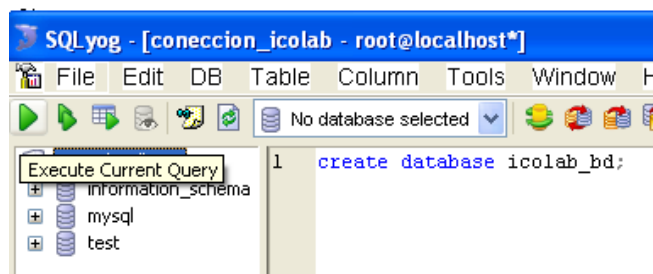 SQLyog - [coneccion_icolab - root@localhost*]
File Edit DB Table Column Tools Window H
No database selected
Execute Current Query
1 create database icolab_bd;
information_schema
mysql
test